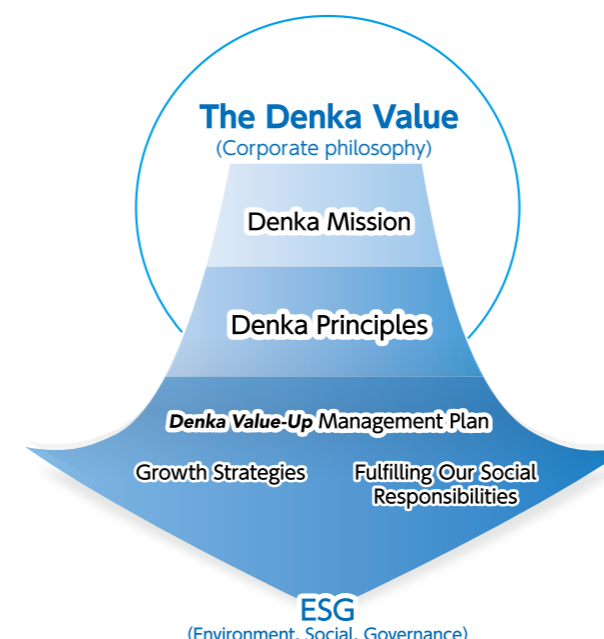 The Denka Value
(Corporate philosophy)
Denka Mission
Denka Principles
Denka Value-Up Management Plan
Growth Strategies
Fulfilling Our Social
Responsibilities
ESG
(Environment, Social, Governance)